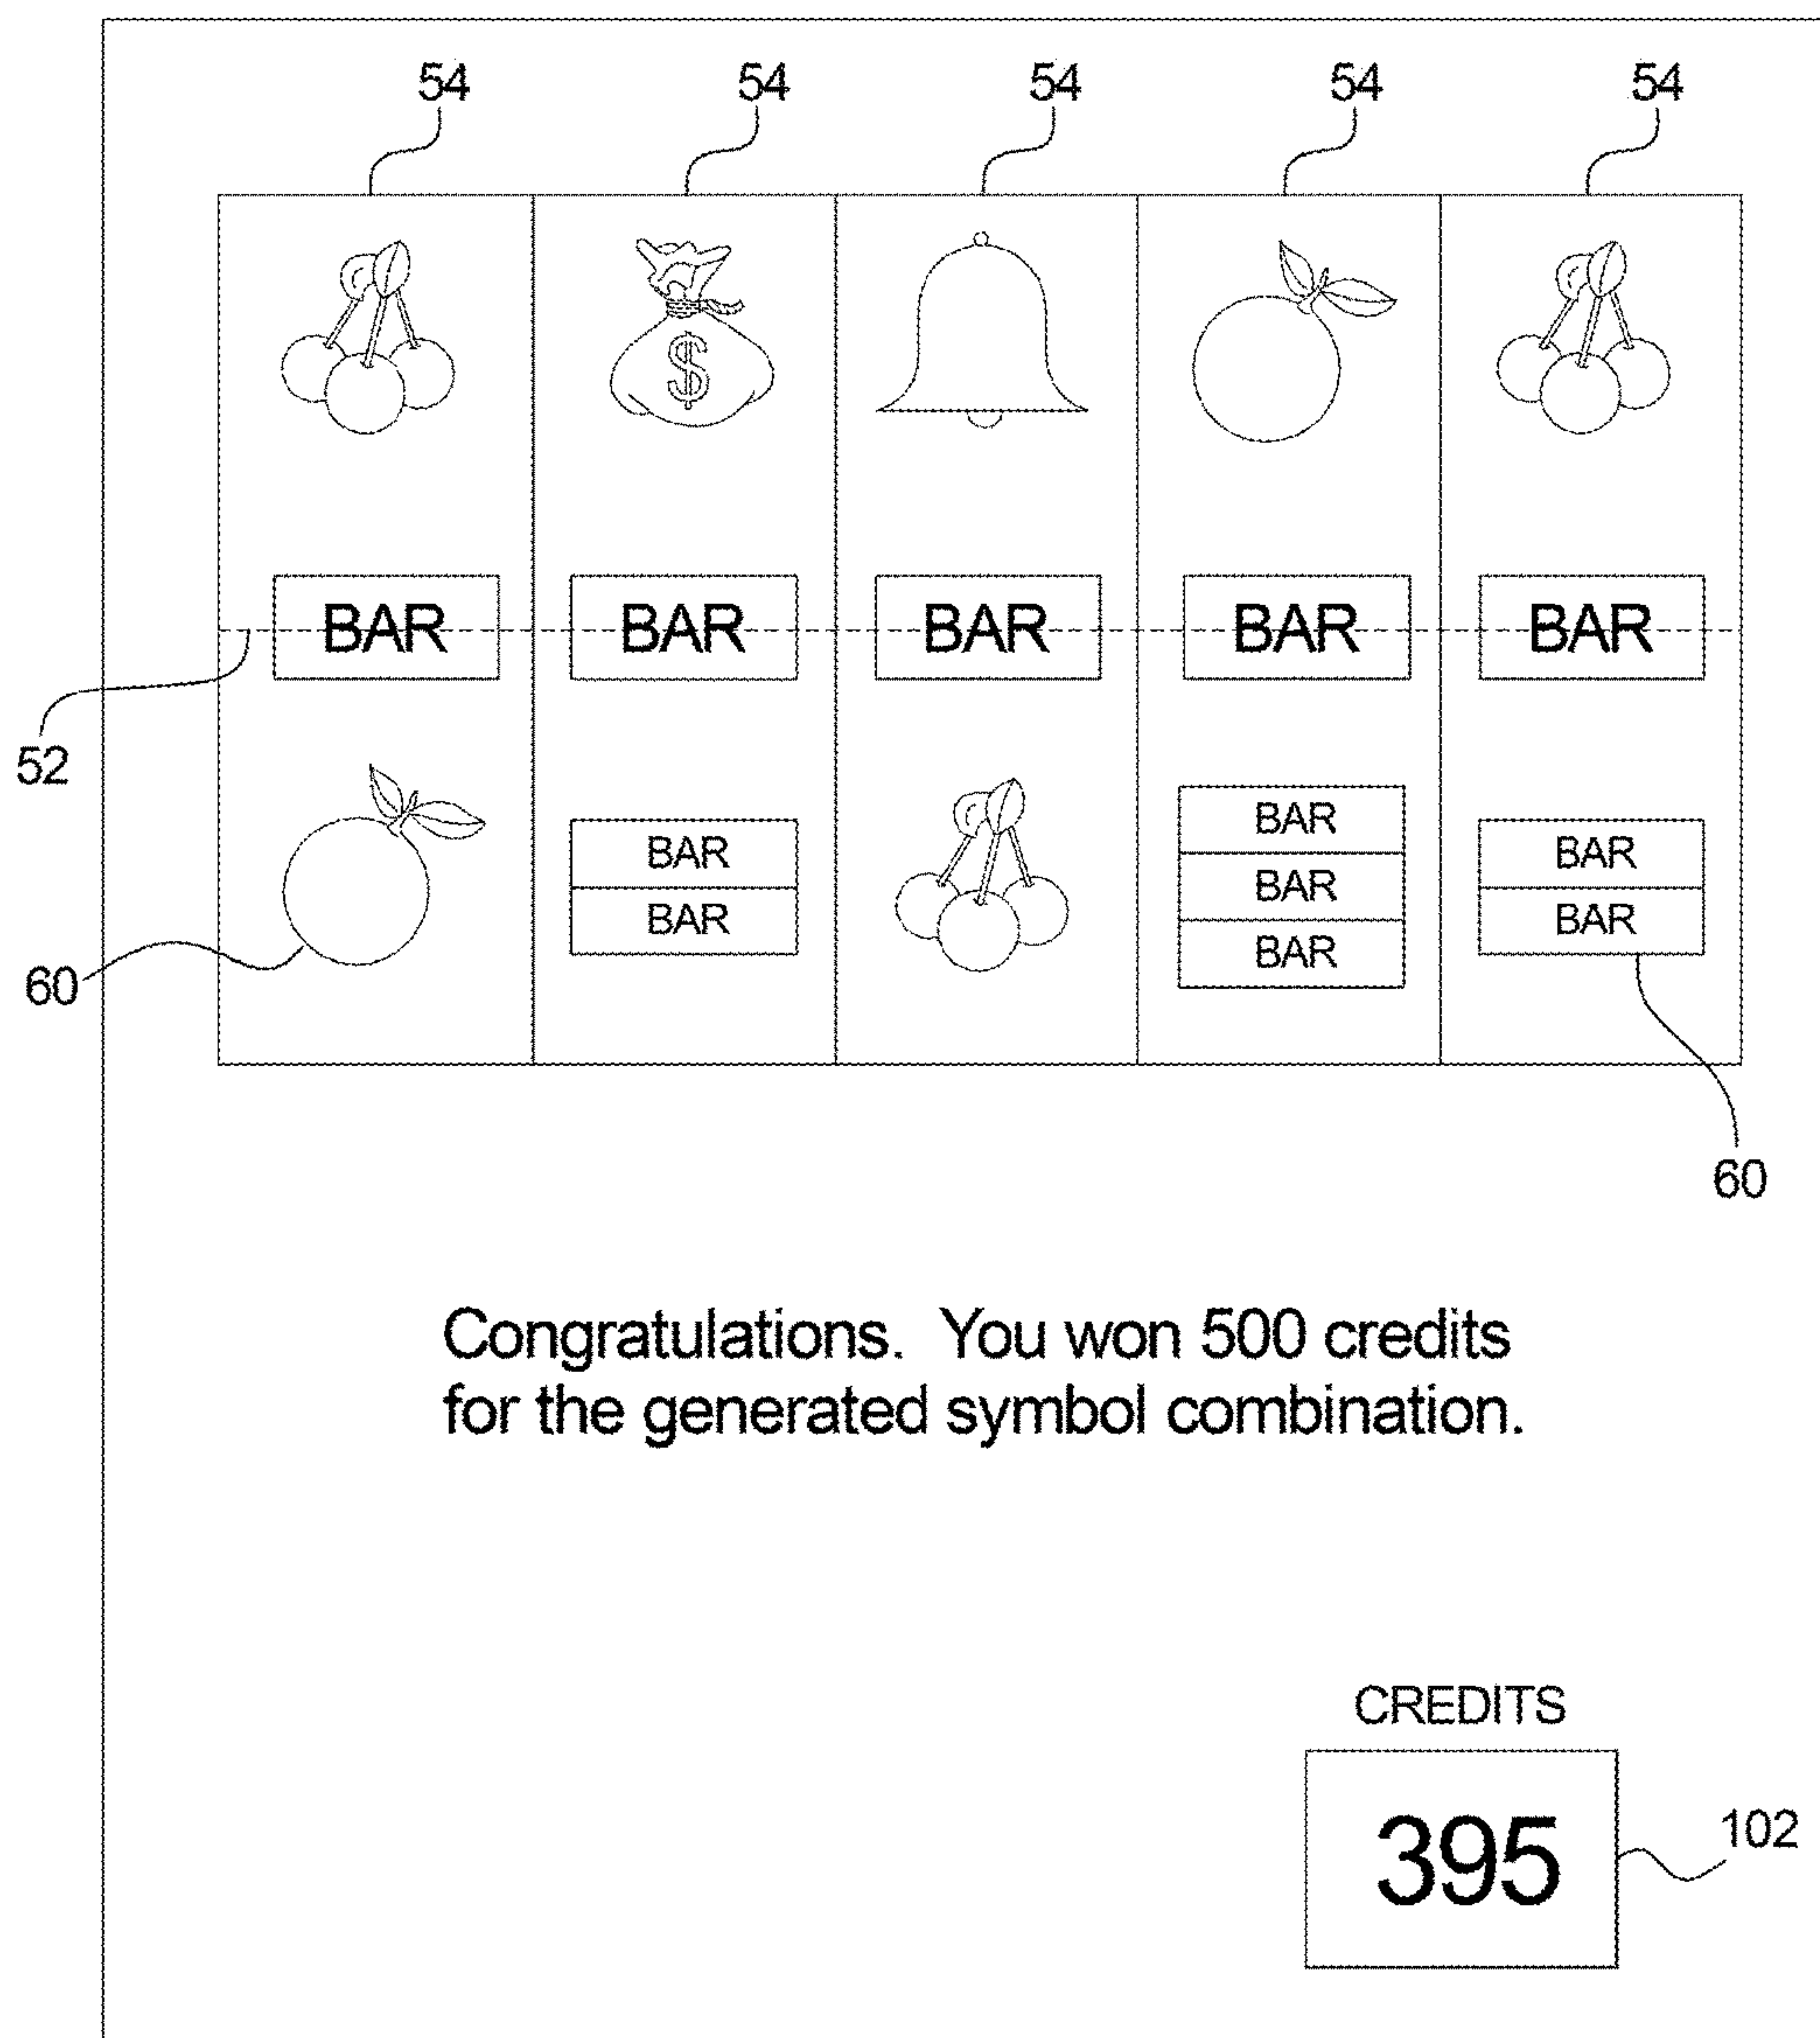 54 54 54 54 54
$
BAR BAR BAR BAR BAR
52
BAR
BAR BAR BAR
BAR
BAR BAR
BAR
60
60
Congratulations. You won 500 credits
for the generated symbol combination.
CREDITS
395
102